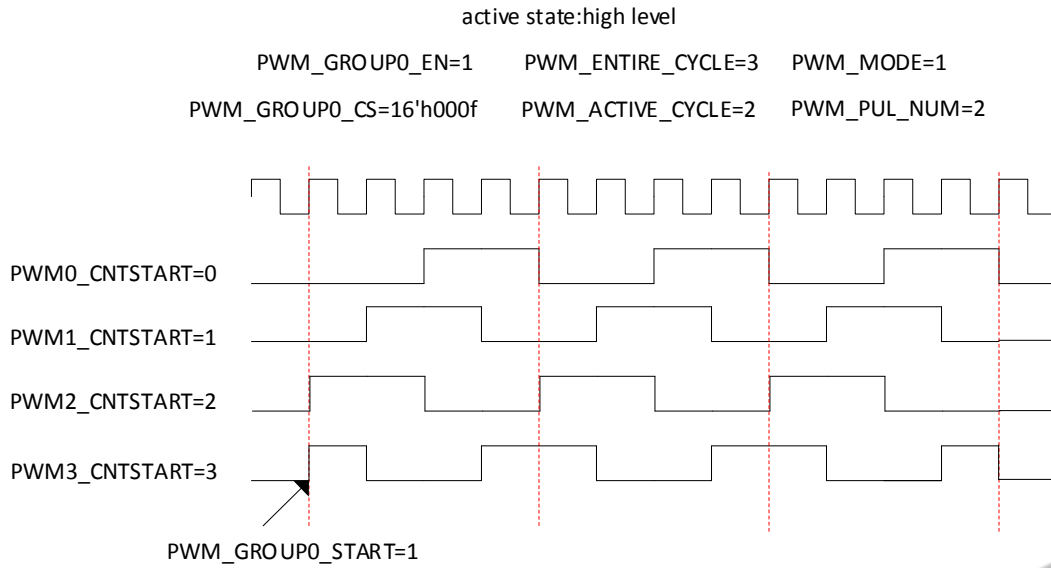 active state:high level
PWM_GROUP0_EN=1 PWM_ENTIRE_CYCLE=3 PWM_MODE=1
PWM_GROUP0_CS=16'h000f PWM_ACTIVE_CYCLE=2 PWM_PUL_NUM=2
PWM0_CNTSTART=0
PWM1_CNTSTART=1
PWM2_CNTSTART=2
PWM3_CNTSTART=3
PWM_GROUP0_START=1